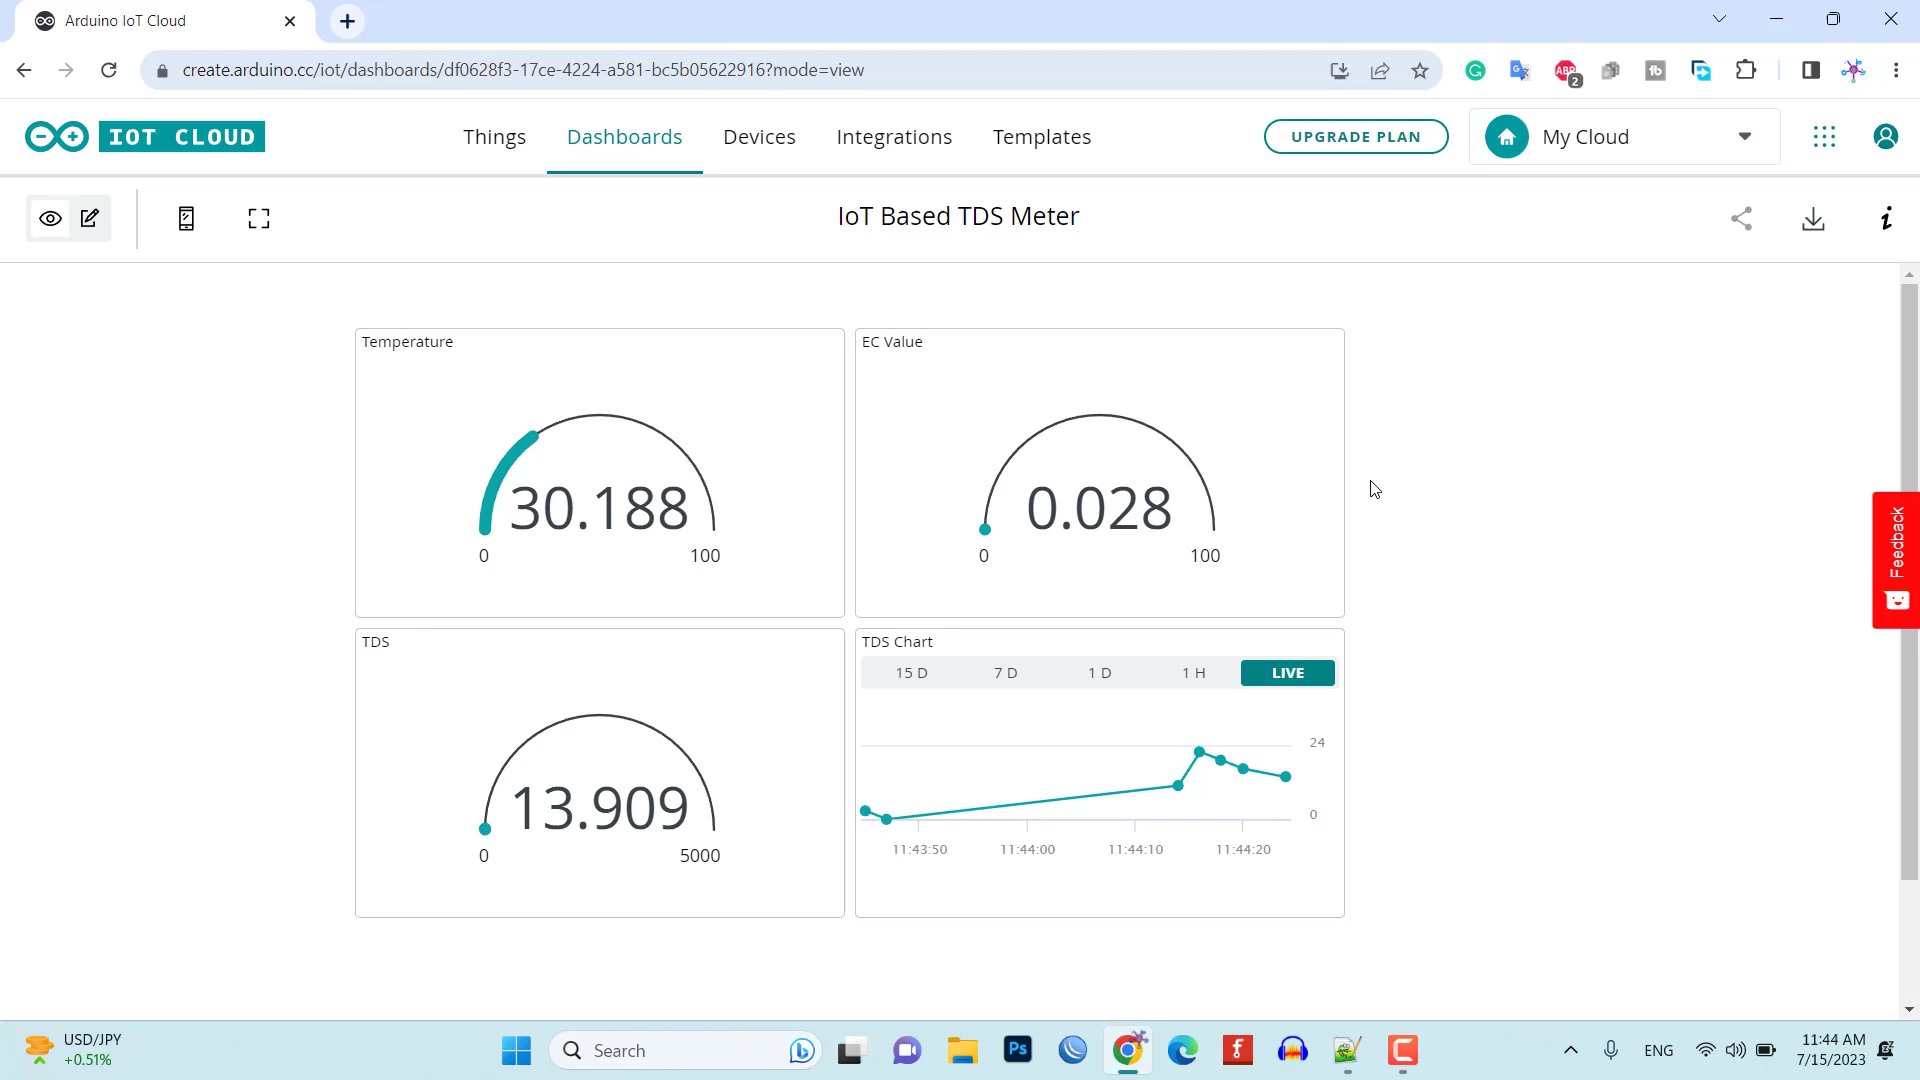 Arduino IoT Cloud
create.arduino.cc/iot/dashboards/df0628f3-17ce-4224-a581-bc5b05622916?mode=view
ABP
2
tb
IOT CLOUD
Things
Dashboards
Devices
Integrations
Templates
UPGRADE PLAN
My Cloud
IoT Based TDS Meter
Temperature
30.188
0
100
EC Value
0.028
0
100
TDS
13.909
0
5000
TDS Chart
15 D
7 D
1 D
1 H
LIVE
24
0
11:43:50
11:44:00
11:44:10
11:44:20
Feedback
USD/JPY
+0.51%
Search
Ps
ENG
11:44 AM
7/15/2023